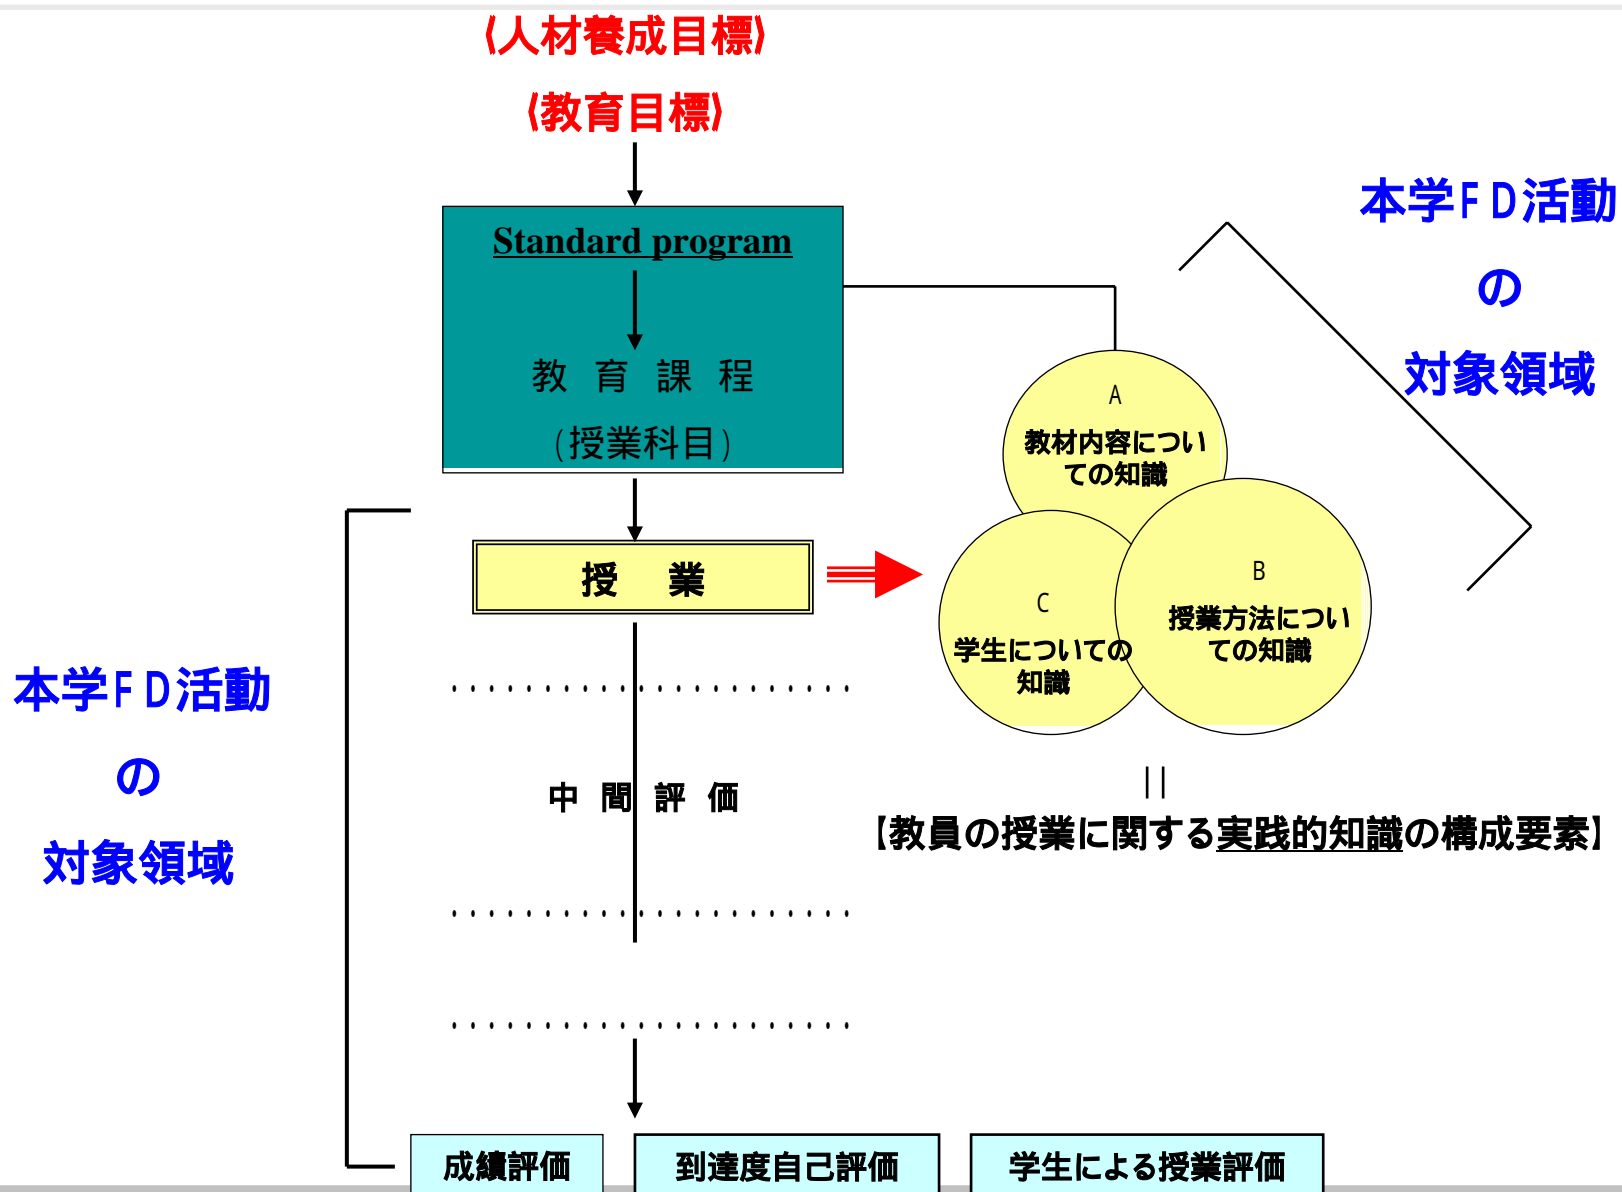 ⟨人材養成目標⟩
⟨教育目標⟩
Standard program
教育課程
（授業科目）
授　業
中間評価
本学ＦＤ活動
の
対象領域
本学ＦＤ活動
の
対象領域
A
教材内容につい
ての知識
B
授業方法につい
ての知識
C
学生についての
知識
||
【教員の授業に関する実践的知識の構成要素】
成績評価
到達度自己評価
学生による授業評価